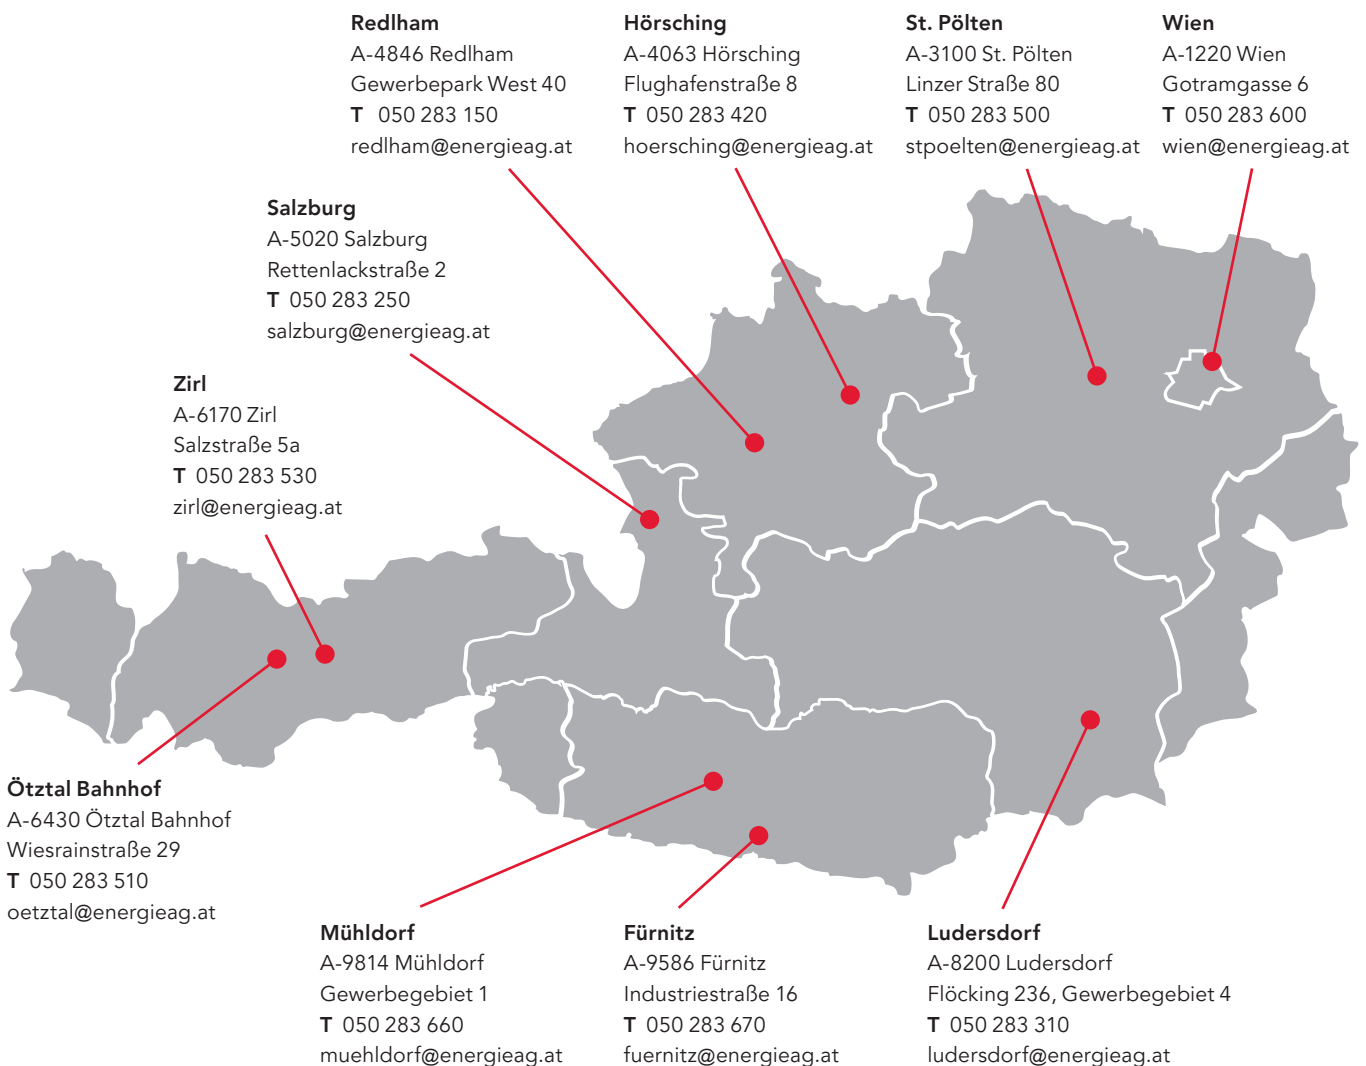 Redlham
A-4846 Redlham
Gewerbepark West 40
T 050 283 150
redlham@energieag.at
Hörsching
A-4063 Hörsching
Flughafenstraße 8
T 050 283 420
hoersching@energieag.at
St. Pölten
A-3100 St. Pölten
Linzer Straße 80
T 050 283 500
stpoelten@energieag.at
Wien
A-1220 Wien
Gotramgasse 6
T 050 283 600
wien@energieag.at
Salzburg
A-5020 Salzburg
Rettenlackstraße 2
T 050 283 250
salzburg@energieag.at
Zirl
A-6170 Zirl
Salzstraße 5a
T 050 283 530
zirl@energieag.at
Ötztal Bahnhof
A-6430 Ötztal Bahnhof
Wiesrainstraße 29
T 050 283 510
oetztal@energieag.at
Mühldorf
A-9814 Mühldorf
Gewerbegebiet 1
T 050 283 660
muehldorf@energieag.at
Fürnitz
A-9586 Fürnitz
Industriestraße 16
T 050 283 670
fuernitz@energieag.at
Ludersdorf
A-8200 Ludersdorf
Flöcking 236, Gewerbegebiet 4
T 050 283 310
ludersdorf@energieag.at